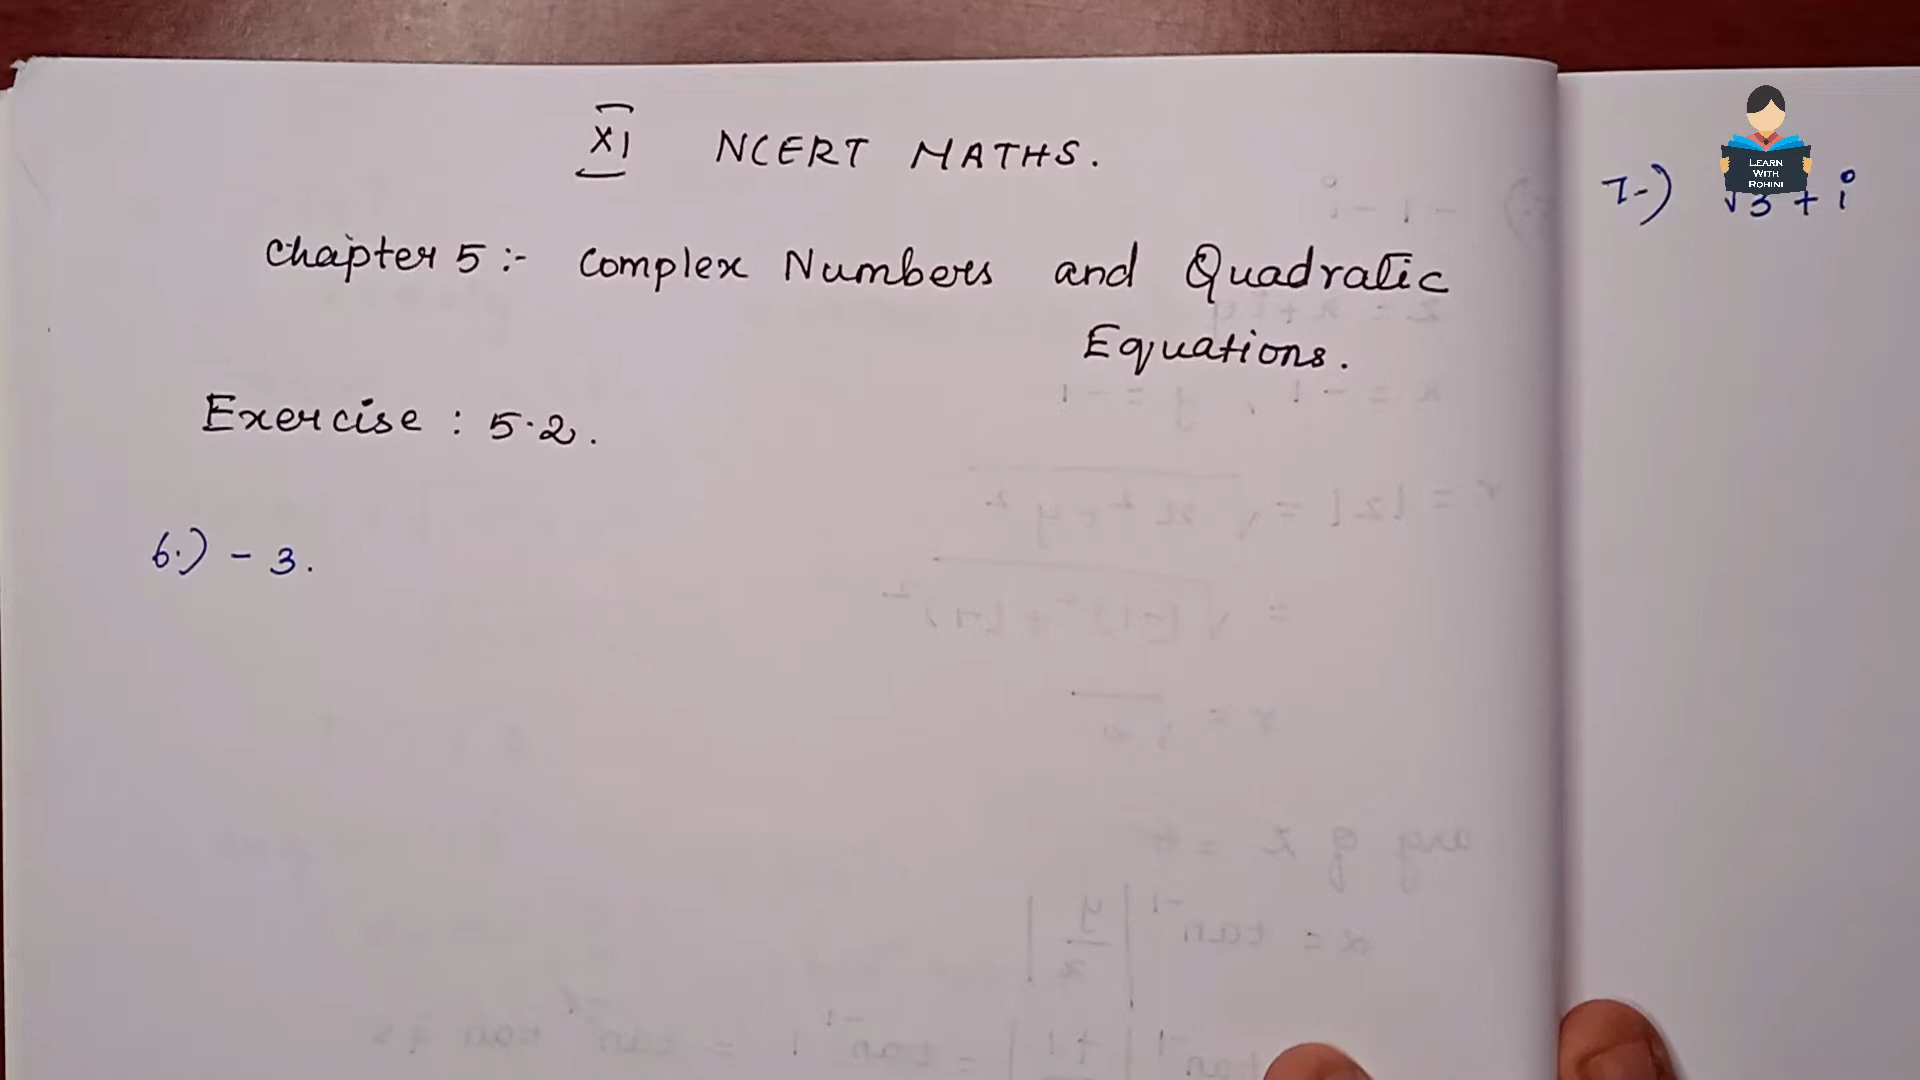 XI NCERT MATHS.
Chapter 5 :- Complex Numbers and Quadratic
Equations.
Exercise : 5.2.
6.) - 3.
7.) √3 + i
LEARN
WITH
ROHINI